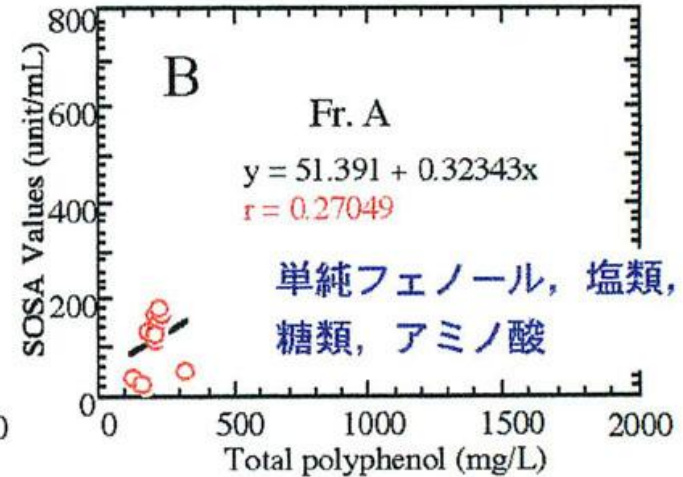 B
Fr. A
y = 51.391 + 0.32343x
r = 0.27049
単純フェノール, 塩類,
糖類, アミノ酸
SOSA Values (unit/mL)
800
600
400
200
0
0
0 500 1000 1500 2000
Total polyphenol (mg/L)